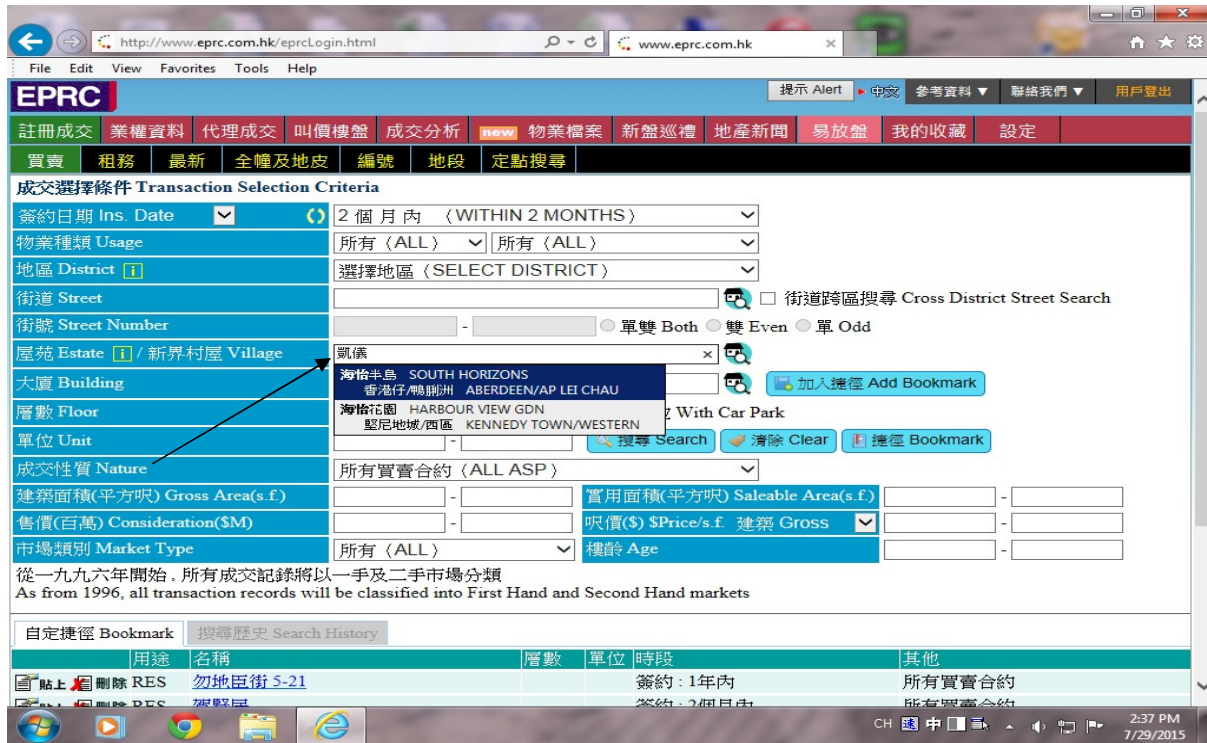 http://www.eprc.com.hk/eprcLogin.html
www.eprc.com.hk
File Edit View Favorites Tools Help
EPRC
提示 Alert 中文 參考資料 ▼ 聯絡我們 ▼ 用戶登出
註冊成交 業權資料 代理成交 叫價樓盤 成交分析 new 物業檔案 新盤巡禮 地產新聞 易放盤 我的收藏 設定
買賣 租務 最新 全幢及地皮 編號 地段 定點搜尋
成交選擇條件 Transaction Selection Criteria
簽約日期 Ins. Date 2 個 月 內 (WITHIN 2 MONTHS)
物業種類 Usage 所有 (ALL) 所有 (ALL)
地區 District i 選擇地區 (SELECT DISTRICT)
街道 Street 街道跨區搜尋 Cross District Street Search
街號 Street Number - 單雙 Both 雙 Even 單 Odd
屋苑 Estate i / 新界村屋 Village 凱儀 ×
海怡半島 SOUTH HORIZONS
香港仔/鴨脷洲 ABERDEEN/AP LEI CHAU
海怡花園 HARBOUR VIEW GDN
堅尼地城/西區 KENNEDY TOWN/WESTERN
大廈 Building 加入捷徑 Add Bookmark
層數 Floor With Car Park
單位 Unit - 搜尋 Search 清除 Clear 捷徑 Bookmark
成交性質 Nature 所有買賣合約 (ALL ASP)
建築面積(平方呎) Gross Area(s.f.) - 實用面積(平方呎) Saleable Area(s.f.) -
售價(百萬) Consideration($M) - 呎價($) $Price/s.f. 建築 Gross -
市場類別 Market Type 所有 (ALL) 樓齡 Age -
從一九九六年開始 , 所有成交記錄將以一手及二手市場分類
As from 1996, all transaction records will be classified into First Hand and Second Hand markets
自定捷徑 Bookmark 搜尋歷史 Search History
用途 名稱 層數 單位 時段 其他
貼上 刪除 RES 勿地臣街 5-21 簽約 : 1年內 所有買賣合約
貼上 刪除 RES 簽約 : 2個月內 所有買賣合約
CH 速 中 2:37 PM
7/29/2015